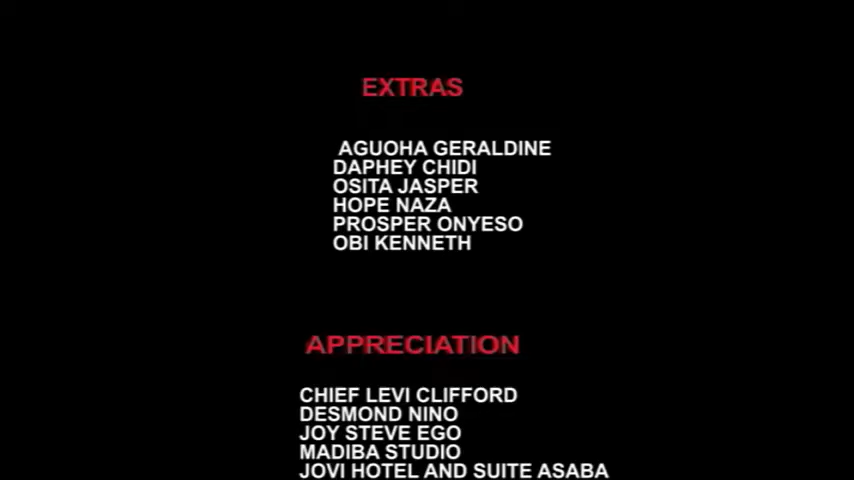 EXTRAS
AGUOHA GERALDINE
DAPHEY CHIDI
OSITA JASPER
HOPE NAZA
PROSPER ONYESO
OBI KENNETH
APPRECIATION
CHIEF LEVI CLIFFORD
DESMOND NINO
JOY STEVE EGO
MADIBA STUDIO
JOVI HOTEL AND SUITE ASABA